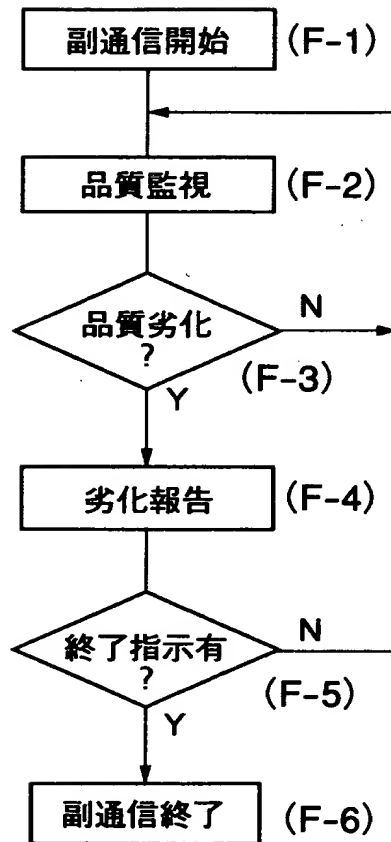 副通信開始 (F-1)
品質監視 (F-2)
品質劣化
?
N
(F-3)
Y
劣化報告 (F-4)
終了指示有
?
N
(F-5)
Y
副通信終了 (F-6)